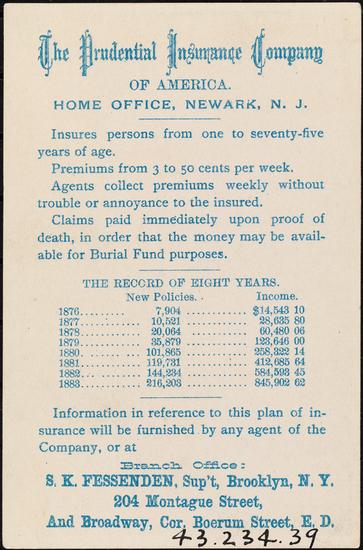 The Prudential Insurance Company
OF AMERICA.
HOME OFFICE, NEWARK, N. J.
Insures persons from one to seventy-five
years of age.
Premiums from 3 to 50 cents per week.
Agents collect premiums weekly without
trouble or annoyance to the insured.
Claims paid immediately upon proof of
death, in order that the money may be avail-
able for Burial Fund purposes.
THE RECORD OF EIGHT YEARS.
New Policies. Income.
1876.......... 7,904 ........... $14,543 10
1877.......... 10,521 ........... 28,635 80
1878.......... 20,064 ........... 60,480 06
1879.......... 35,879 ........... 123,646 00
1880.......... 101,865 ........... 258,322 14
1881.......... 119,731 ........... 412,685 64
1882.......... 144,234 ........... 584,593 45
1883.......... 216,203 ........... 845,902 62
Information in reference to this plan of in-
surance will be furnished by any agent of the
Company, or at
Branch Office:
S. K. FESSENDEN, Sup't, Brooklyn, N. Y.
204 Montague Street,
And Broadway, Cor. Boerum Street, E. D.
43.234.39